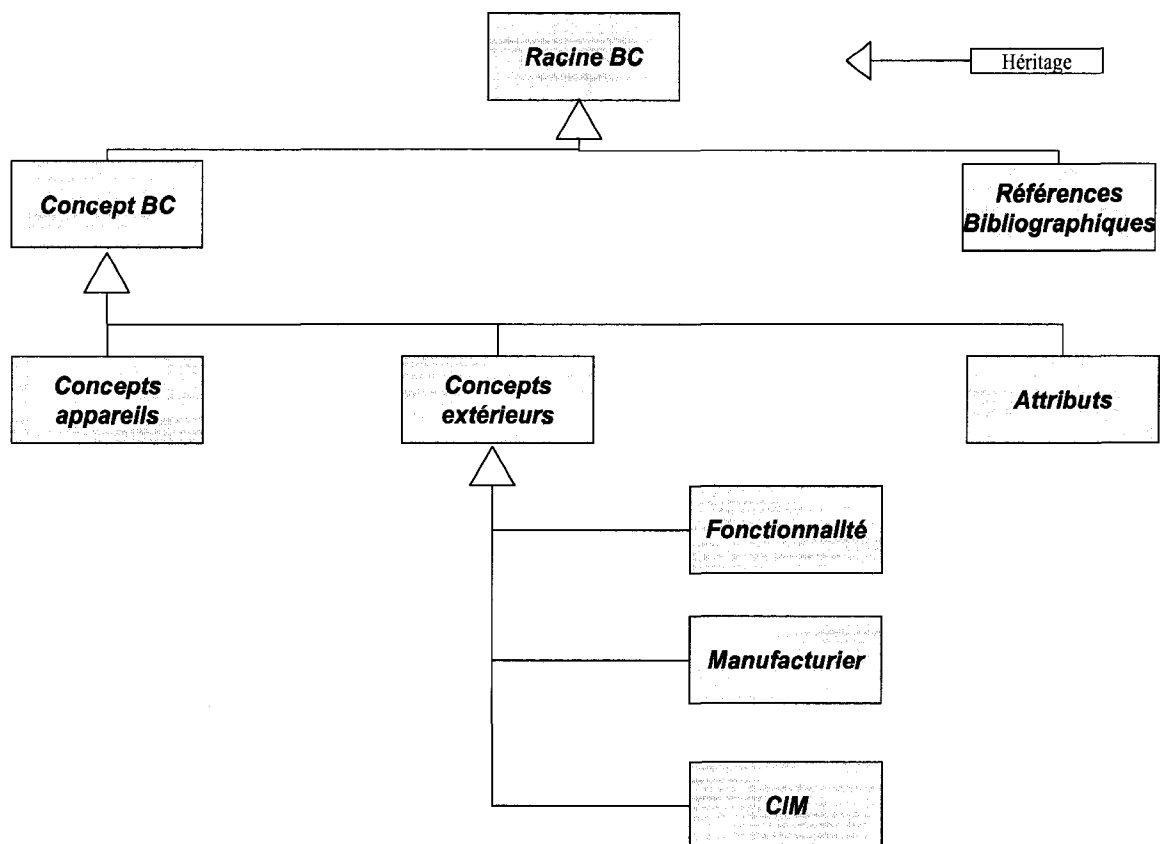 Racine BC
Héritage
Concept BC
Références
Bibliographiques
Concepts
appareils
Concepts
extérieurs
Attributs
Fonctionnalité
Manufacturier
CIM